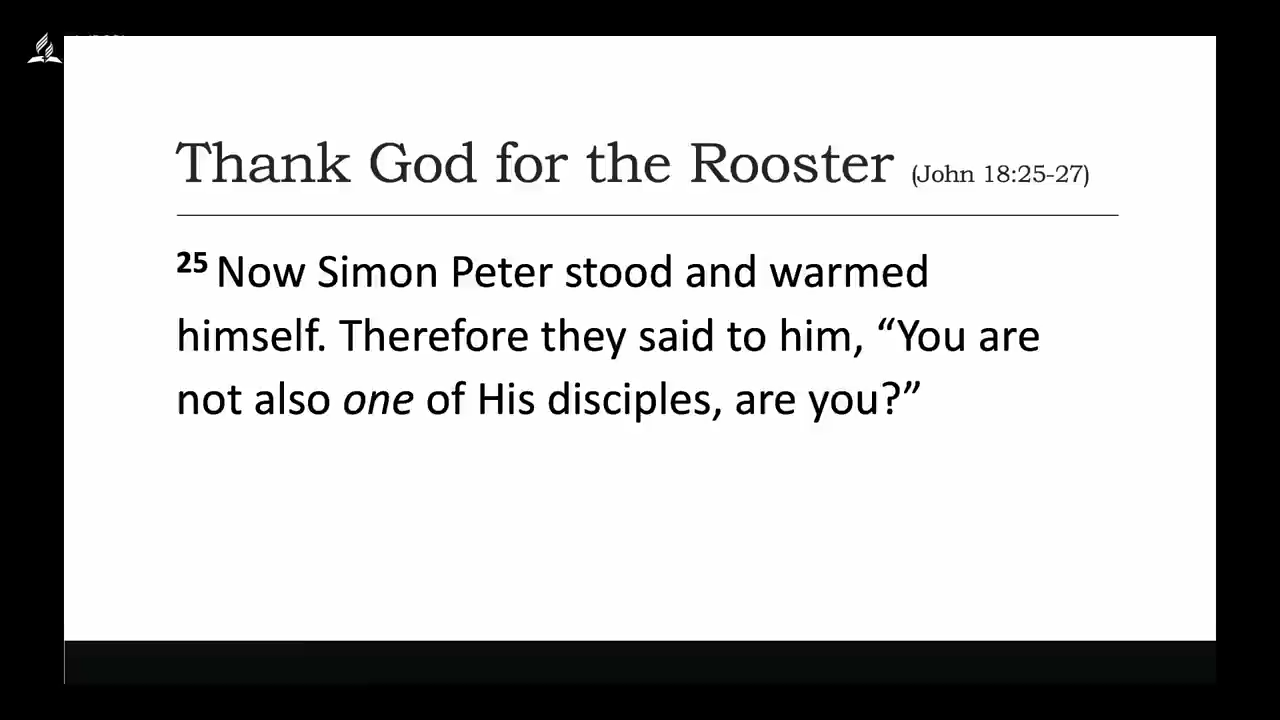 Thank God for the Rooster (John 18:25-27)
25 Now Simon Peter stood and warmed
himself. Therefore they said to him, “You are
not also one of His disciples, are you?”